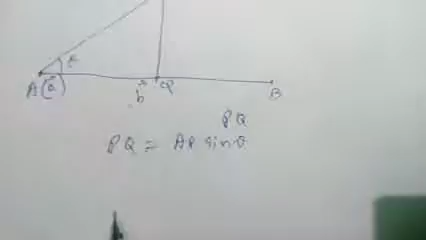 θ
A(a⃗) Q B
b⃗
PQ
PQ = AP sinθ